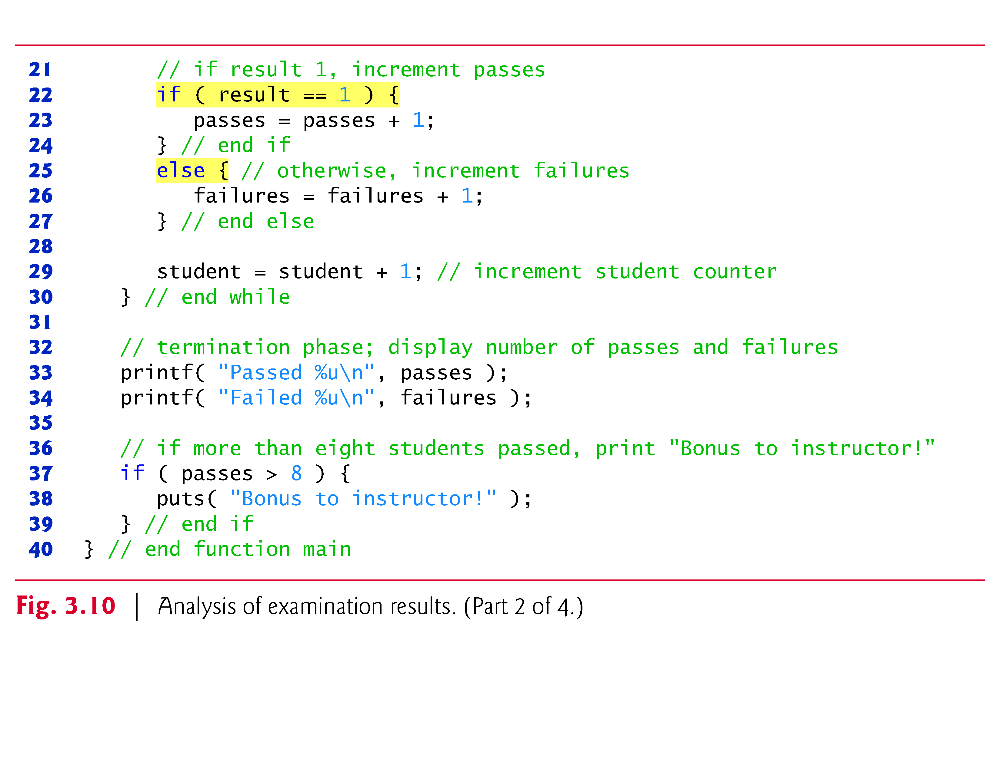 21 // if result 1, increment passes
22 if ( result == 1 ) {
23 passes = passes + 1;
24 } // end if
25 else { // otherwise, increment failures
26 failures = failures + 1;
27 } // end else
28
29 student = student + 1; // increment student counter
30 } // end while
31
32 // termination phase; display number of passes and failures
33 printf( "Passed %u\n", passes );
34 printf( "Failed %u\n", failures );
35
36 // if more than eight students passed, print "Bonus to instructor!"
37 if ( passes > 8 ) {
38 puts( "Bonus to instructor!" );
39 } // end if
40 } // end function main
Fig. 3.10 | Analysis of examination results. (Part 2 of 4.)